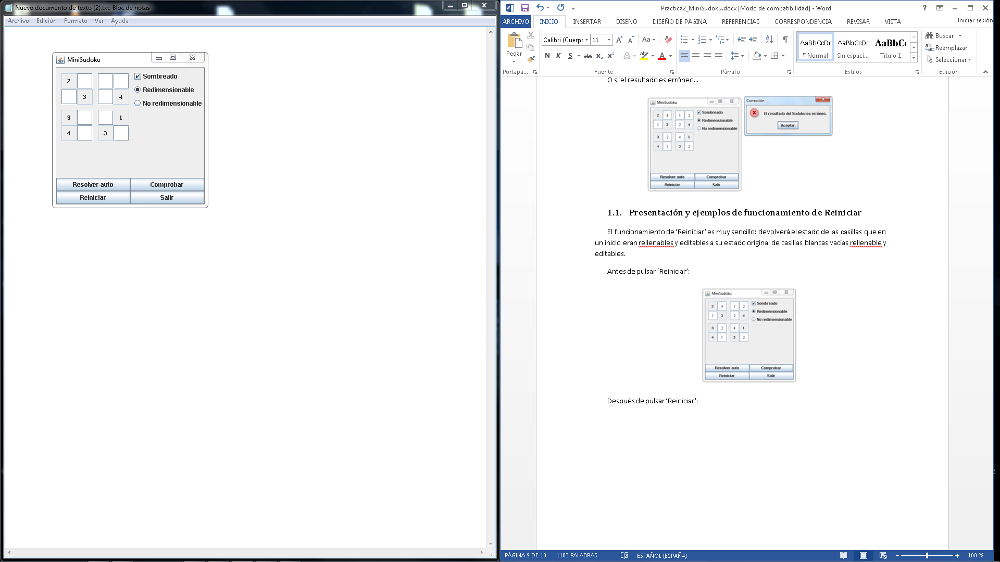 Nuevo documento de texto (2).txt: Bloc de notas
Archivo Edición Formato Ver Ayuda
MiniSudoku
2
3 4
3 1
4 3
Sombreado
Redimensionable
No redimensionable
Resolver auto Comprobar
Reiniciar Salir
Practica2_MiniSudoku.docx [Modo de compatibilidad] - Word
ARCHIVO INICIO INSERTAR DISEÑO DISEÑO DE PÁGINA REFERENCIAS CORRESPONDENCIA REVISAR VISTA Iniciar sesión
Pegar
Calibri (Cuerpo 11
N K S abc x₂ x²
AaBbCcDc AaBbCcDc AaBbC
¶ Normal Sin espaci... Título 1
Buscar
Reemplazar
Seleccionar
Portapa... Fuente Párrafo Estilos Edición
O si el resultado es erróneo...
MiniSudoku
2 4 1 2
1 3 2 4
3 2 4 1
4 1 3 2
Sombreado
Redimensionable
No redimensionable
Resolver auto Comprobar
Reiniciar Salir
Corrección
El resultado del Sudoku es erróneo.
Aceptar
1.1. Presentación y ejemplos de funcionamiento de Reiniciar
El funcionamiento de ‘Reiniciar’ es muy sencillo: devolverá el estado de las casillas que en
un inicio eran rellenables y editables a su estado original de casillas blancas vacías rellenable y
editables.
Antes de pulsar ‘Reiniciar’:
MiniSudoku
2 4 1 2
1 3 2 4
3 2 4 1
4 1 3 2
Sombreado
Redimensionable
No redimensionable
Resolver auto Comprobar
Reiniciar Salir
Después de pulsar ‘Reiniciar’:
PÁGINA 9 DE 10 1103 PALABRAS ESPAÑOL (ESPAÑA) 100 %